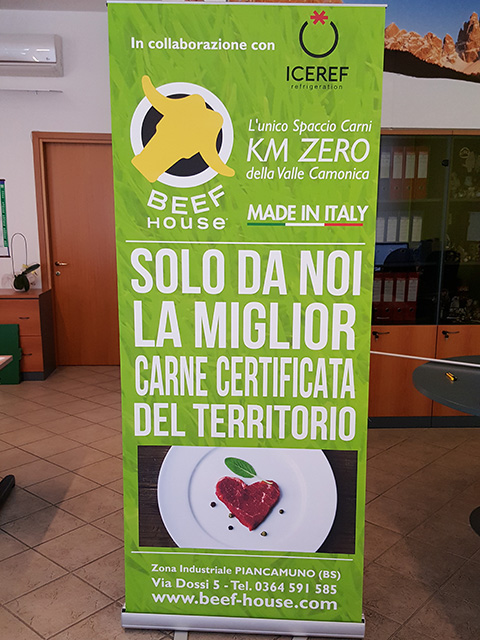 In collaborazione con
ICEREF
refrigeration
BEEF
HOUSE
L'unico Spaccio Carni
KM ZERO
della Valle Camonica
MADE IN ITALY
SOLO DA NOI
LA MIGLIOR
CARNE CERTIFICATA
DEL TERRITORIO
Zona Industriale PIANCAMUNO (BS)
Via Dossi 5 - Tel. 0364 591 585
www.beef-house.com